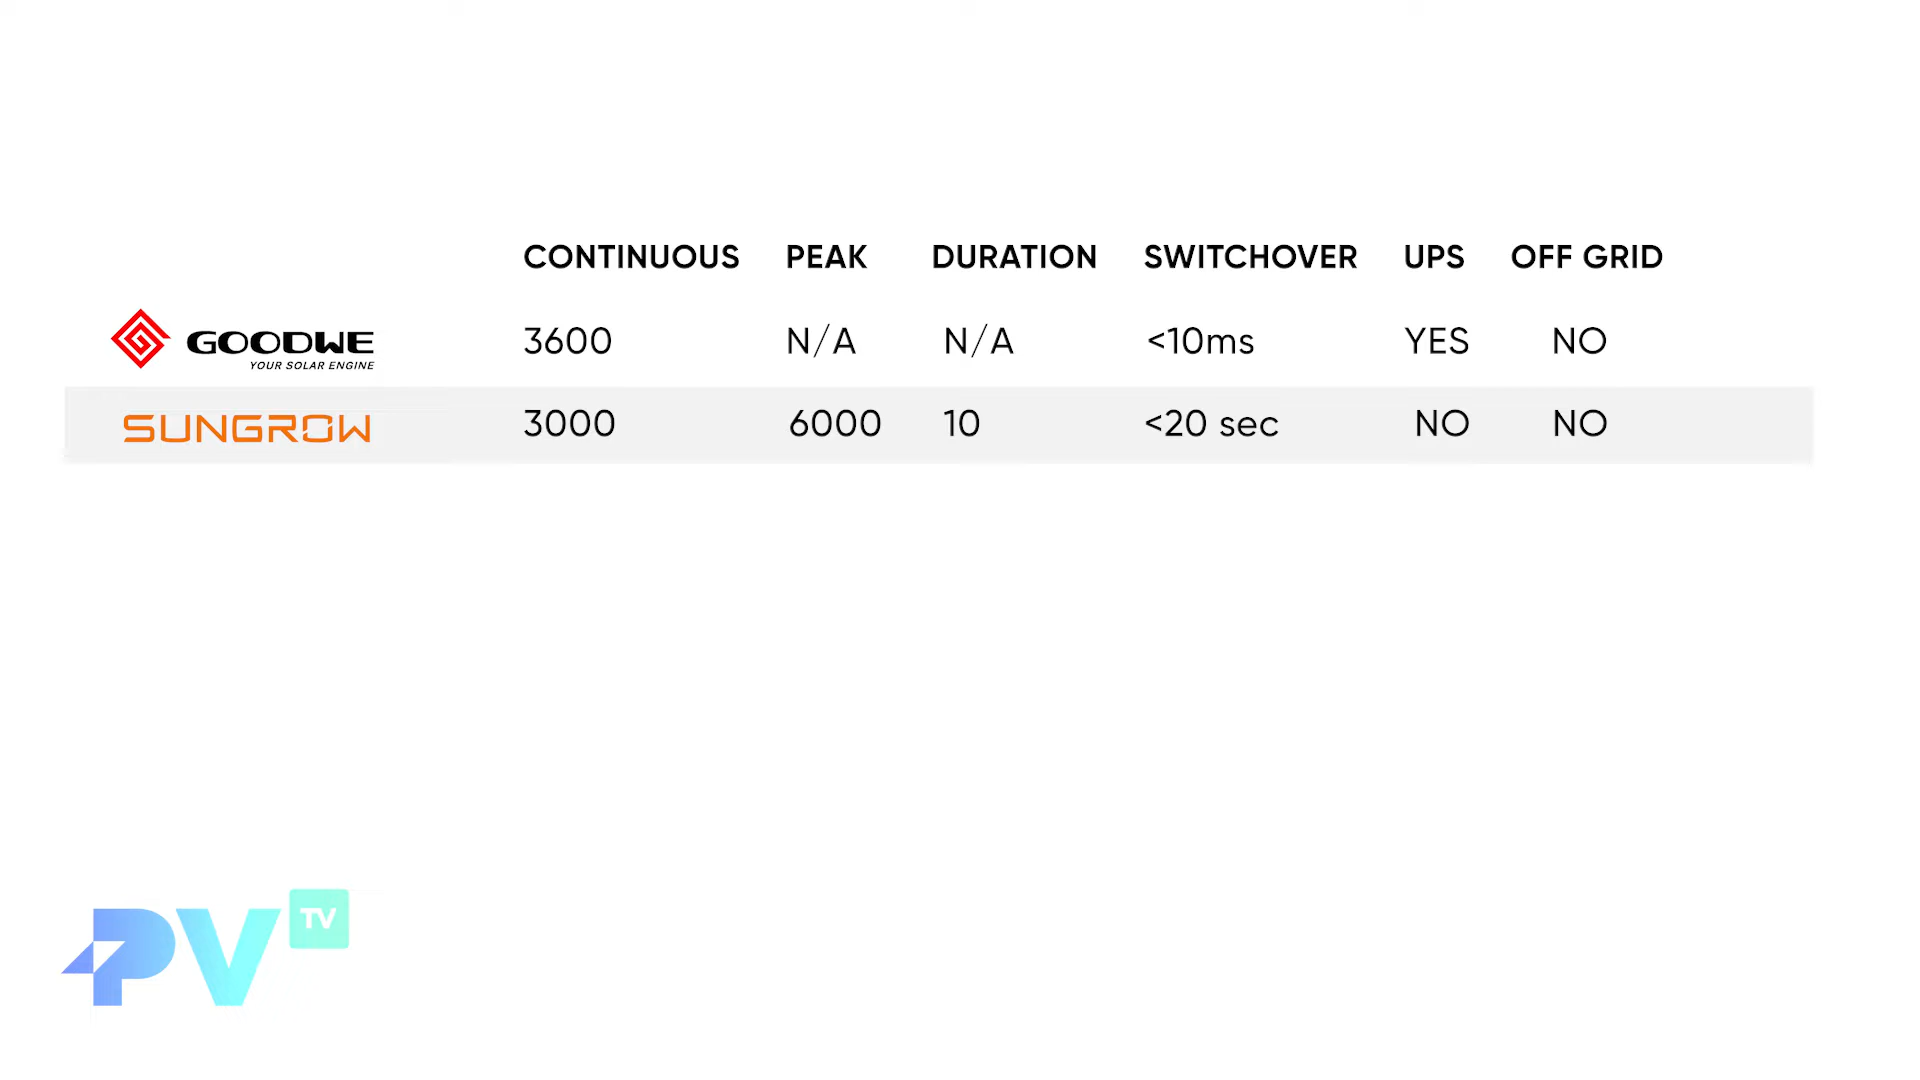 CONTINUOUS PEAK DURATION SWITCHOVER UPS OFF GRID
GOODWE 3600 N/A N/A <10ms YES NO
YOUR SOLAR ENGINE
SUNGROW 3000 6000 10 <20 sec NO NO
PV TV